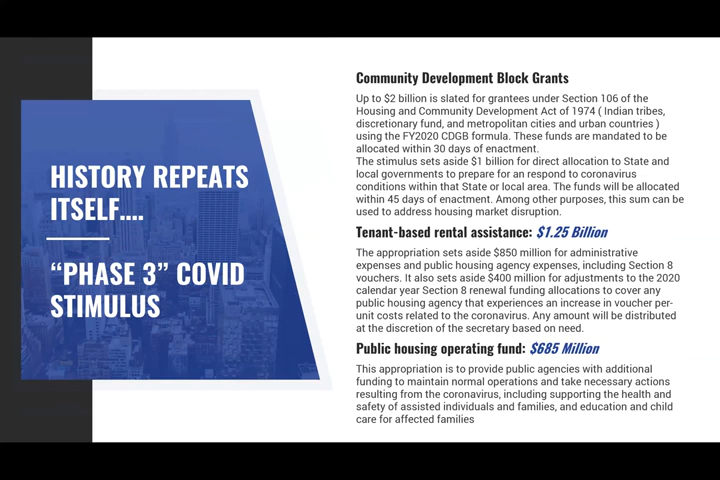 HISTORY REPEATS
ITSELF....
“PHASE 3” COVID
STIMULUS
Community Development Block Grants
Up to $2 billion is slated for grantees under Section 106 of the
Housing and Community Development Act of 1974 ( Indian tribes,
discretionary fund, and metropolitan cities and urban countries )
using the FY2020 CDGB formula. These funds are mandated to be
allocated within 30 days of enactment.
The stimulus sets aside $1 billion for direct allocation to State and
local governments to prepare for an respond to coronavirus
conditions within that State or local area. The funds will be allocated
within 45 days of enactment. Among other purposes, this sum can be
used to address housing market disruption.
Tenant-based rental assistance: $1.25 Billion
The appropriation sets aside $850 million for administrative
expenses and public housing agency expenses, including Section 8
vouchers. It also sets aside $400 million for adjustments to the 2020
calendar year Section 8 renewal funding allocations to cover any
public housing agency that experiences an increase in voucher per-
unit costs related to the coronavirus. Any amount will be distributed
at the discretion of the secretary based on need.
Public housing operating fund: $685 Million
This appropriation is to provide public agencies with additional
funding to maintain normal operations and take necessary actions
resulting from the coronavirus, including supporting the health and
safety of assisted individuals and families, and education and child
care for affected families